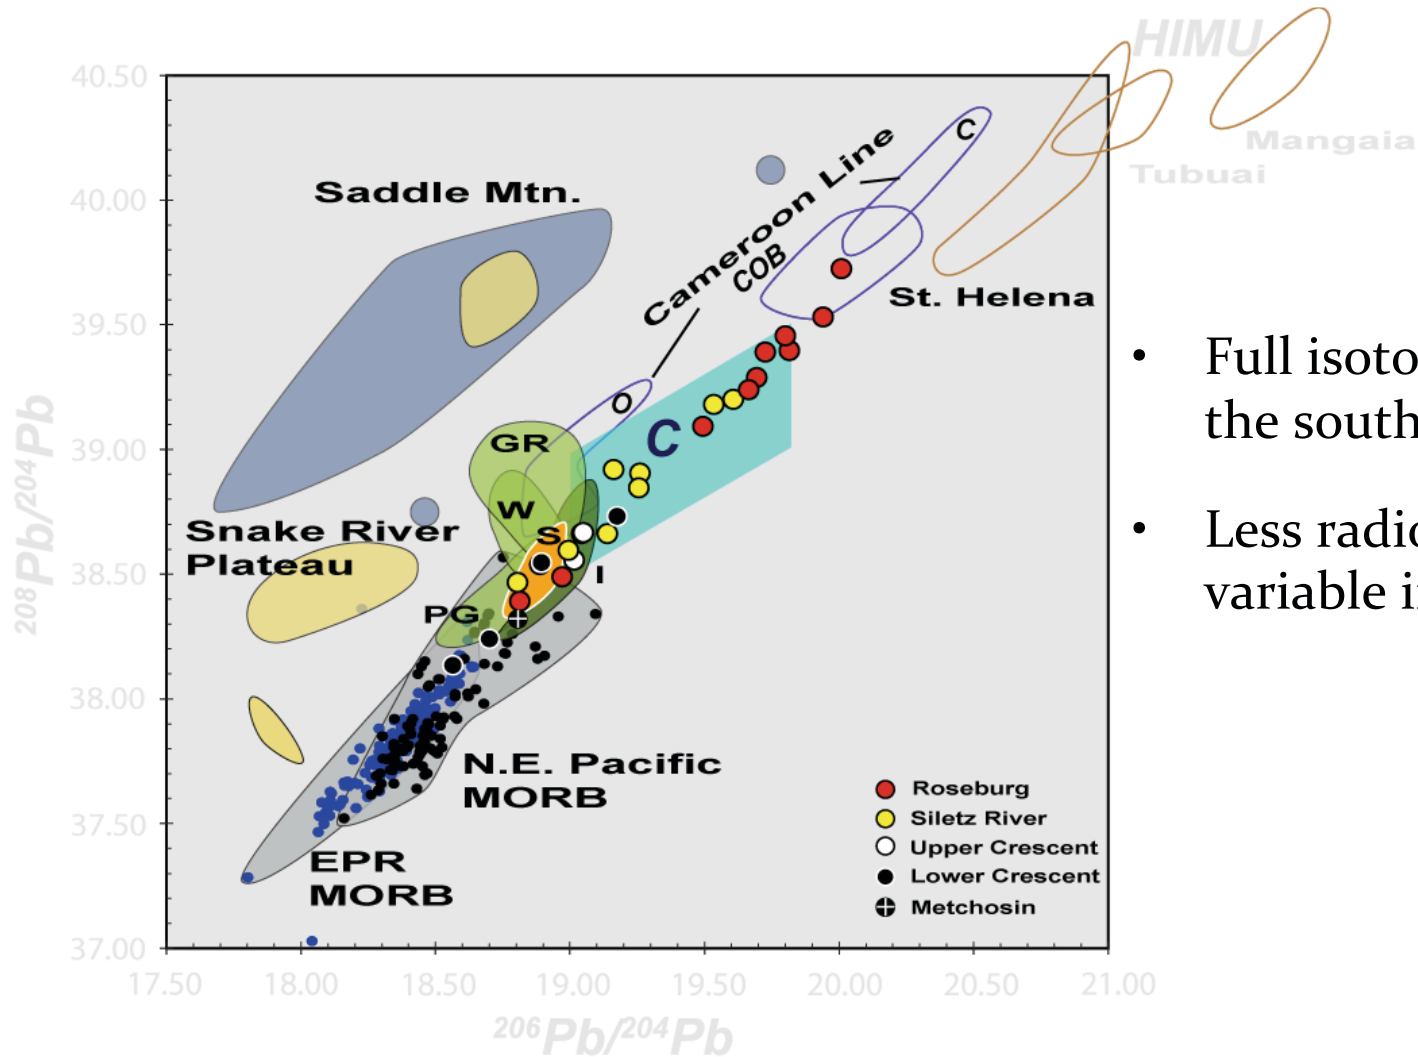 HIMU
Mangaia
Tubuai
40.50
40.00
39.50
39.00
38.50
38.00
37.50
37.00
208Pb/204Pb
Saddle Mtn.
Cameroon Line
C
COB
St. Helena
O
C
GR
W
S
I
PG
Snake River
Plateau
N.E. Pacific
MORB
EPR
MORB
Roseburg
Siletz River
Upper Crescent
Lower Crescent
Metchosin
17.50 18.00 18.50 19.00 19.50 20.00 20.50 21.00
206Pb/204Pb
• Full isoto
the south
• Less radio
variable i